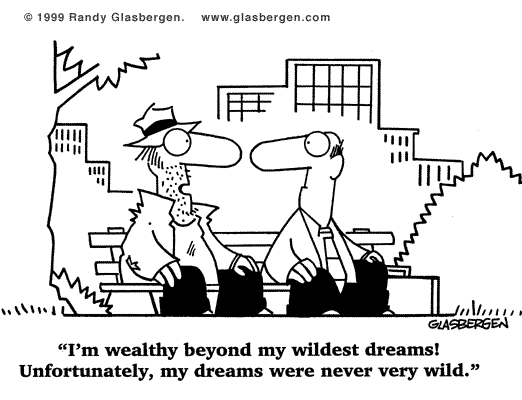 © 1999 Randy Glasbergen. www.glasbergen.com
GLASBERGEN
“I’m wealthy beyond my wildest dreams!
Unfortunately, my dreams were never very wild.”